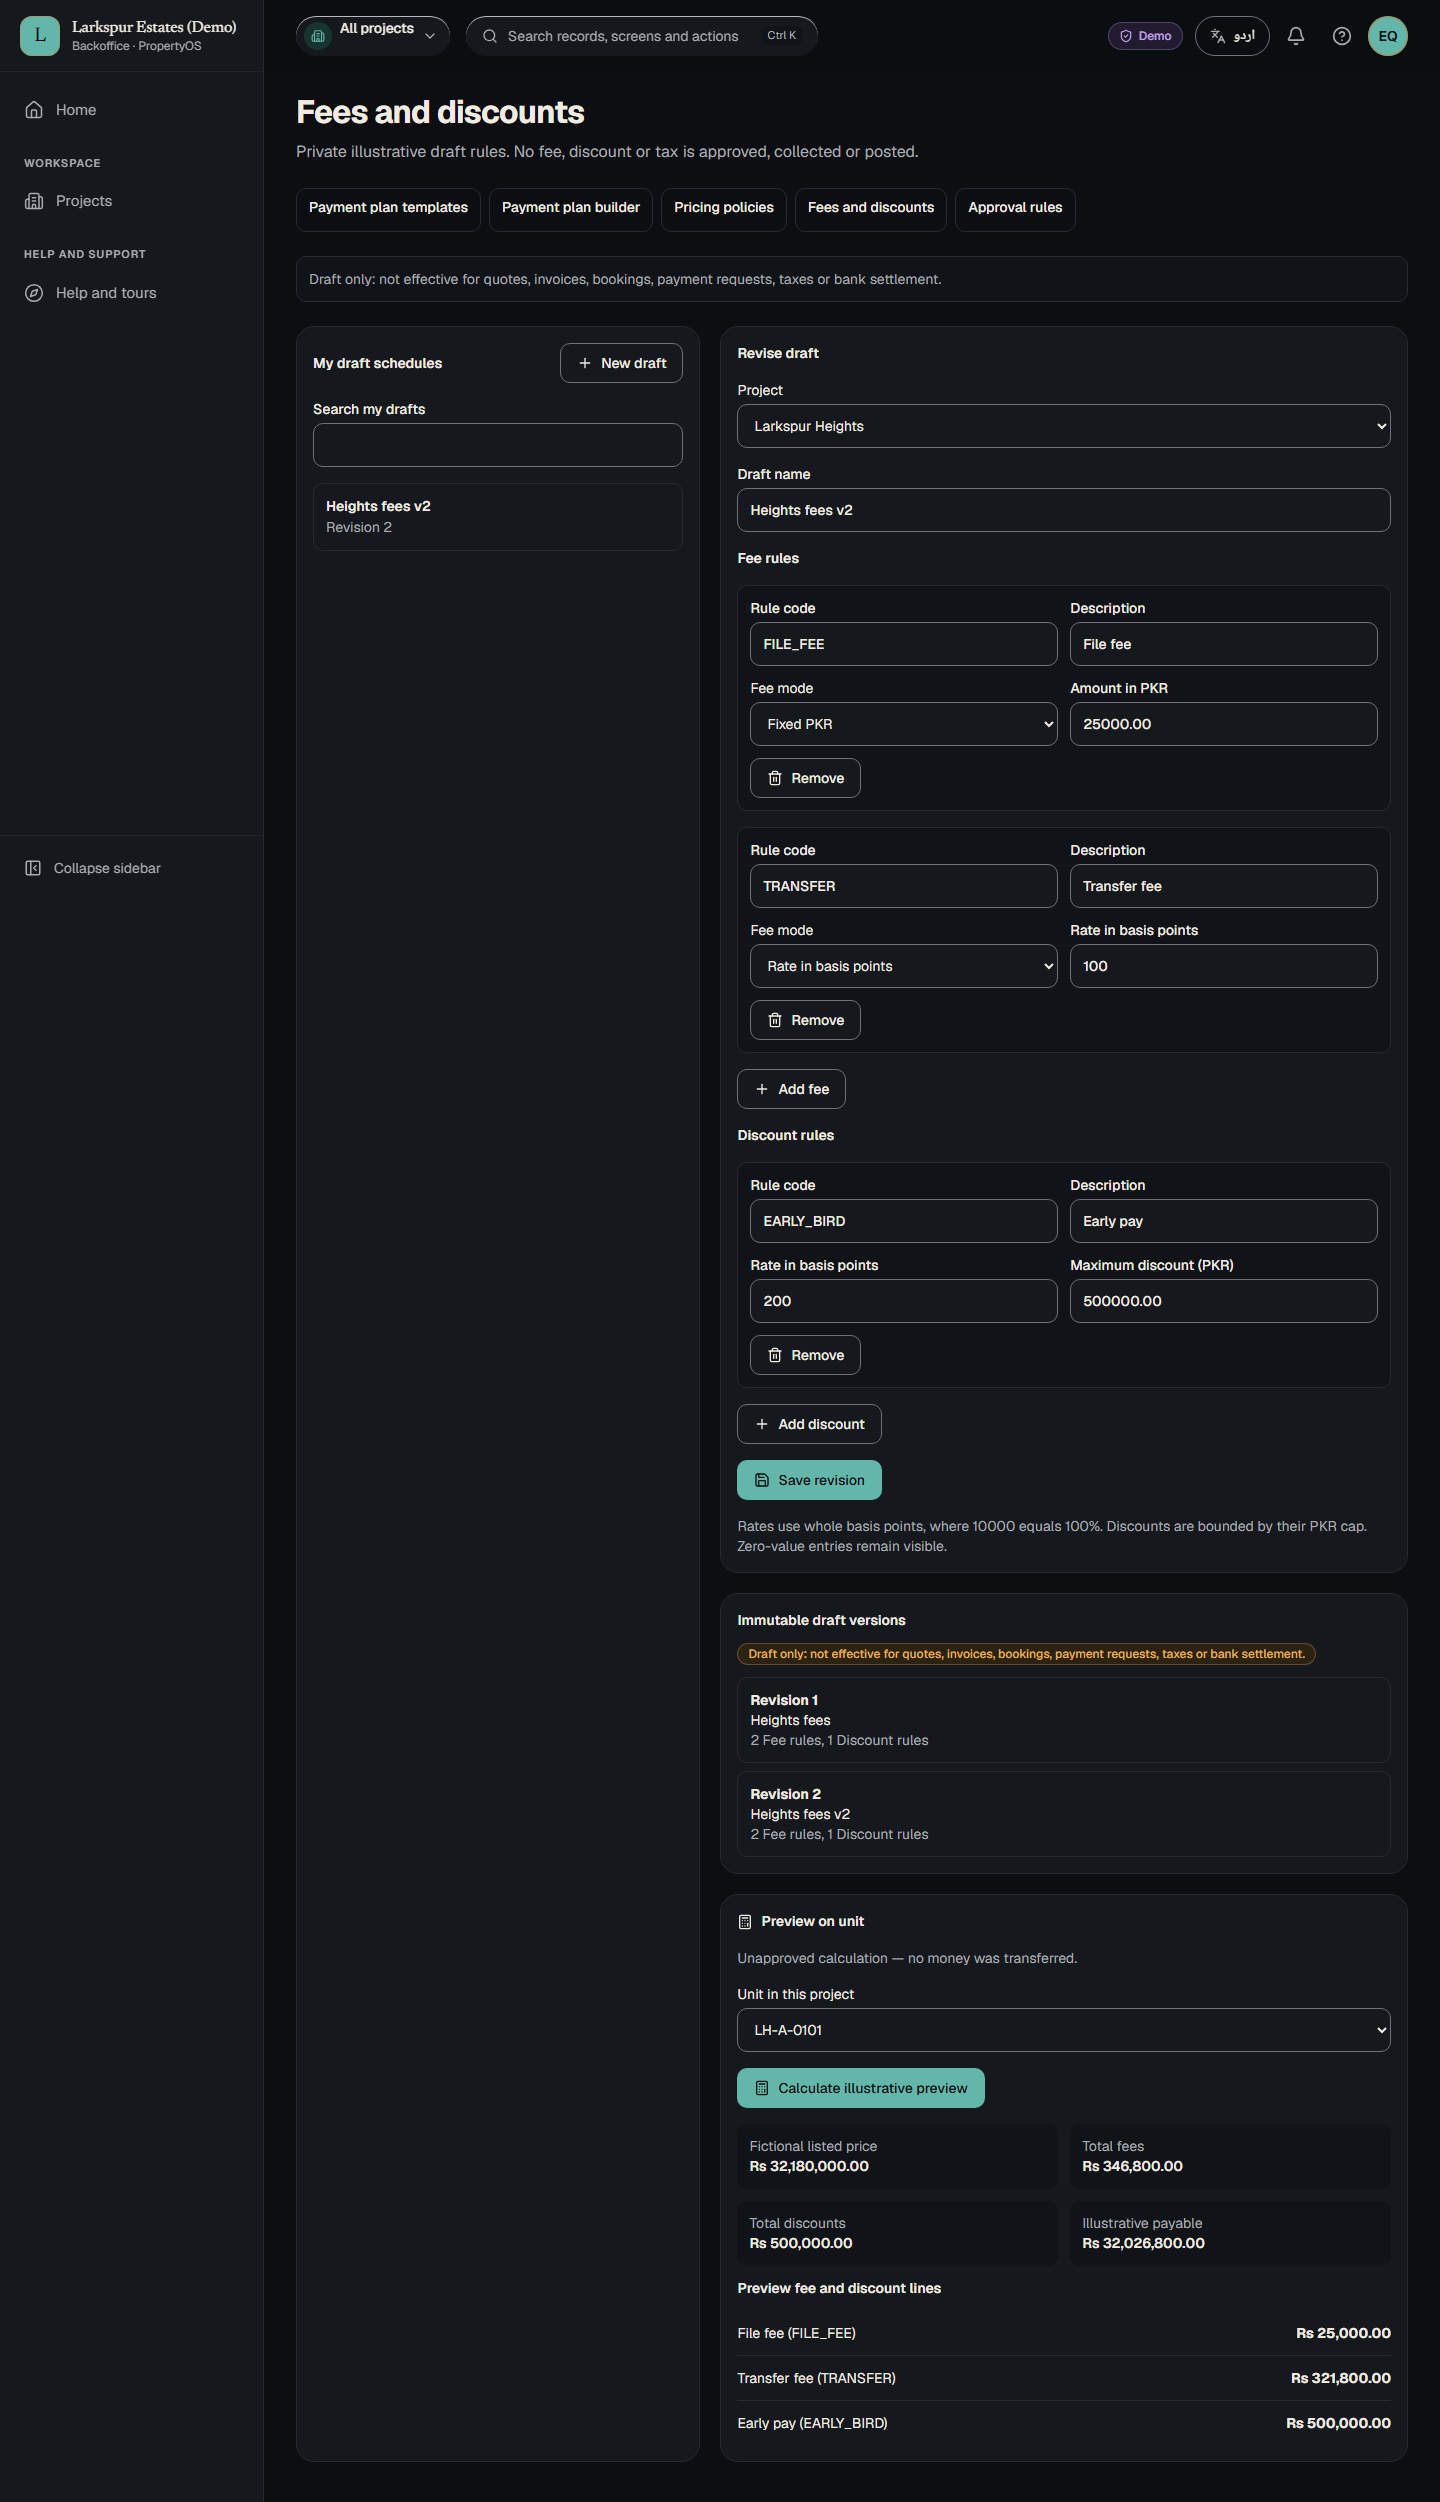 L
Larkspur Estates (Demo)
Backoffice · PropertyOS
All projects
Search records, screens and actions
Ctrl K
Demo
اردو
EQ
Home
WORKSPACE
Projects
HELP AND SUPPORT
Help and tours
Collapse sidebar
Fees and discounts
Private illustrative draft rules. No fee, discount or tax is approved, collected or posted.
Payment plan templates
Payment plan builder
Pricing policies
Fees and discounts
Approval rules
Draft only: not effective for quotes, invoices, bookings, payment requests, taxes or bank settlement.
My draft schedules
New draft
Search my drafts
Heights fees v2
Revision 2
Revise draft
Project
Larkspur Heights
Draft name
Heights fees v2
Fee rules
Rule code
Description
FILE_FEE
File fee
Fee mode
Amount in PKR
Fixed PKR
25000.00
Remove
Rule code
Description
TRANSFER
Transfer fee
Fee mode
Rate in basis points
Rate in basis points
100
Remove
Add fee
Discount rules
Rule code
Description
EARLY_BIRD
Early pay
Rate in basis points
Maximum discount (PKR)
200
500000.00
Remove
Add discount
Save revision
Rates use whole basis points, where 10000 equals 100%. Discounts are bounded by their PKR cap.
Zero-value entries remain visible.
Immutable draft versions
Draft only: not effective for quotes, invoices, bookings, payment requests, taxes or bank settlement.
Revision 1
Heights fees
2 Fee rules, 1 Discount rules
Revision 2
Heights fees v2
2 Fee rules, 1 Discount rules
Preview on unit
Unapproved calculation — no money was transferred.
Unit in this project
LH-A-0101
Calculate illustrative preview
Fictional listed price
Rs 32,180,000.00
Total fees
Rs 346,800.00
Total discounts
Rs 500,000.00
Illustrative payable
Rs 32,026,800.00
Preview fee and discount lines
File fee (FILE_FEE)
Rs 25,000.00
Transfer fee (TRANSFER)
Rs 321,800.00
Early pay (EARLY_BIRD)
Rs 500,000.00